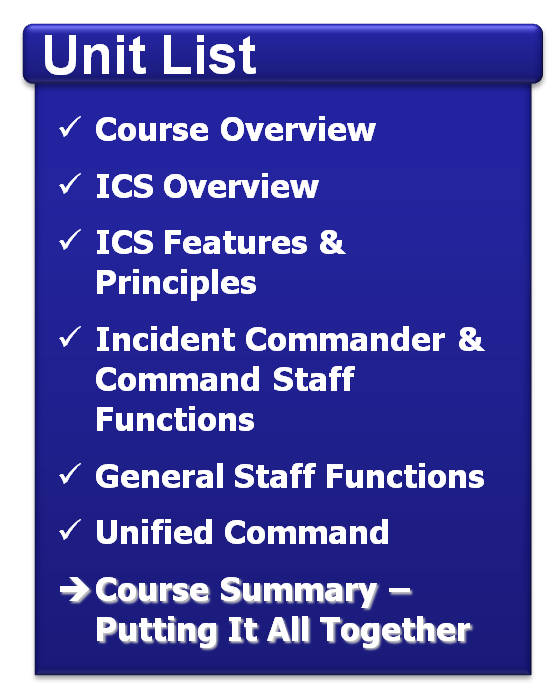 Unit List
✓ Course Overview
✓ ICS Overview
✓ ICS Features &
Principles
✓ Incident Commander &
Command Staff
Functions
✓ General Staff Functions
✓ Unified Command
➔ Course Summary –
Putting It All Together